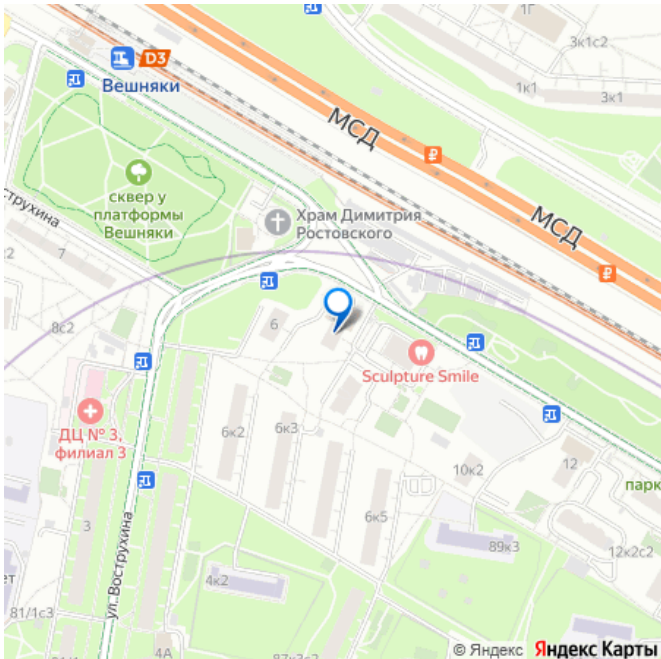 1Г
3к1с2
D3
Вешняки
1к1
3к1
МСД
₽
сквер у
платформы
Вешняки
Вострухина
Храм Димитрия
Ростовского
МСД
₽
7
8с2
6
Sculpture Smile
ДЦ № 3,
филиал 3
6к2
6к3
10к2
12
парк
3
6к5
ул. Вострухина
89к3
12к2с2
ет
4к2
81/1с3
4А
© Яндекс Яндекс Карты